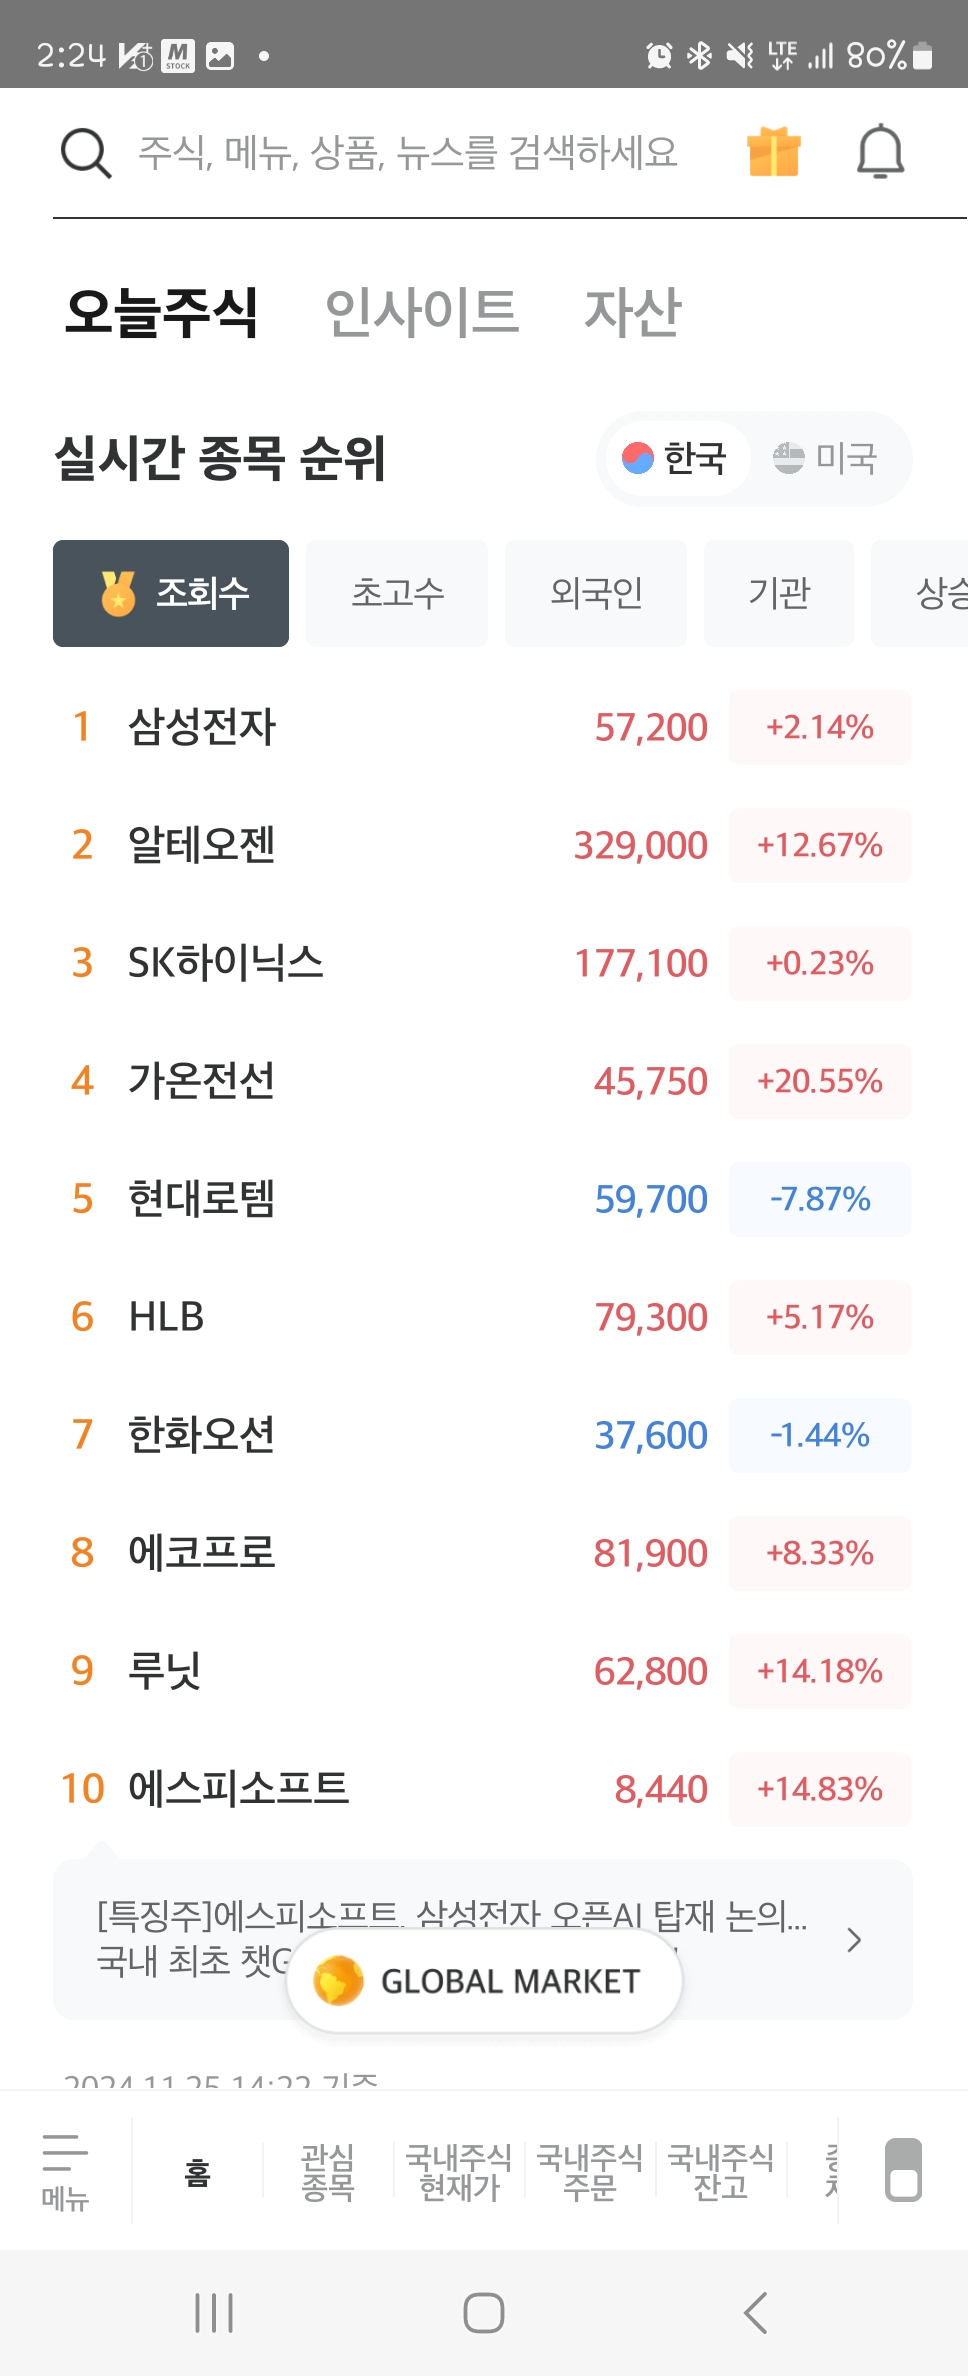 2:24 M STOCK LTE 80%
주식, 메뉴, 상품, 뉴스를 검색하세요
오늘주식 인사이트 자산
실시간 종목 순위 한국 미국
조회수 초고수 외국인 기관 상승
1 삼성전자 57,200 +2.14%
2 알테오젠 329,000 +12.67%
3 SK하이닉스 177,100 +0.23%
4 가온전선 45,750 +20.55%
5 현대로템 59,700 -7.87%
6 HLB 79,300 +5.17%
7 한화오션 37,600 -1.44%
8 에코프로 81,900 +8.33%
9 루닛 62,800 +14.18%
10 에스피소프트 8,440 +14.83%
[특징주]에스피소프트, 삼성전자 오픈AI 탑재 논의...
국내 최초 챗G
GLOBAL MARKET
2024.11.25 14:22 기준
메뉴 홈 관심 종목 국내주식 현재가 국내주식 주문 국내주식 잔고